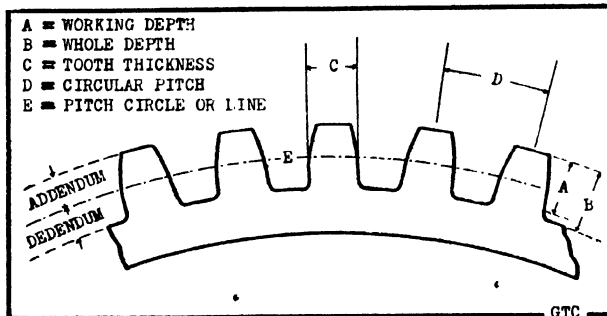 A = WORKING DEPTH
B = WHOLE DEPTH
C = TOOTH THICKNESS
D = CIRCULAR PITCH
E = PITCH CIRCLE OR LINE
C
D
E
ADDENDUM
DEDENDUM
A
B
GTC